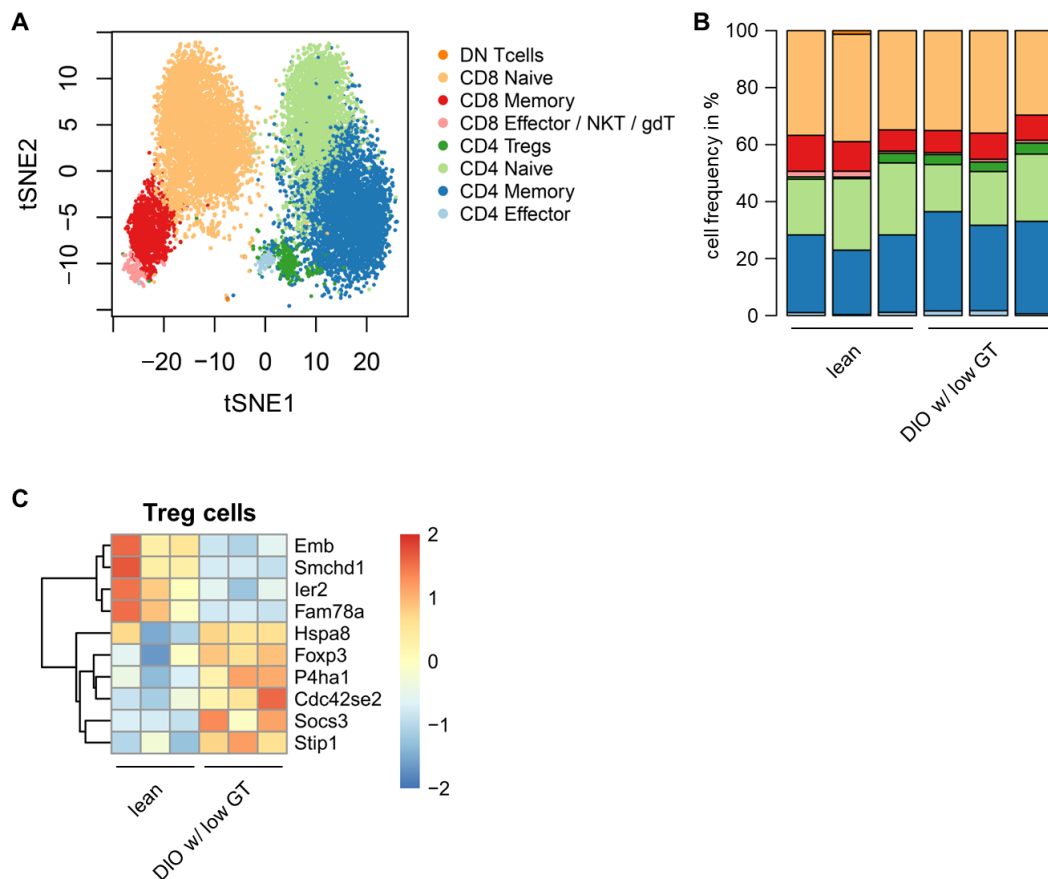 A
10
5
0
−5
−10
tSNE2
−20 −10 0 10 20
tSNE1
DN Tcells
CD8 Naive
CD8 Memory
CD8 Effector / NKT / gdT
CD4 Tregs
CD4 Naive
CD4 Memory
CD4 Effector
B
100
80
60
40
20
0
cell frequency in %
lean
DIO w/ low GT
C
Treg cells
Emb
Smchd1
Ier2
Fam78a
Hspa8
Foxp3
P4ha1
Cdc42se2
Socs3
Stip1
2
1
0
−1
−2
lean
DIO w/ low GT